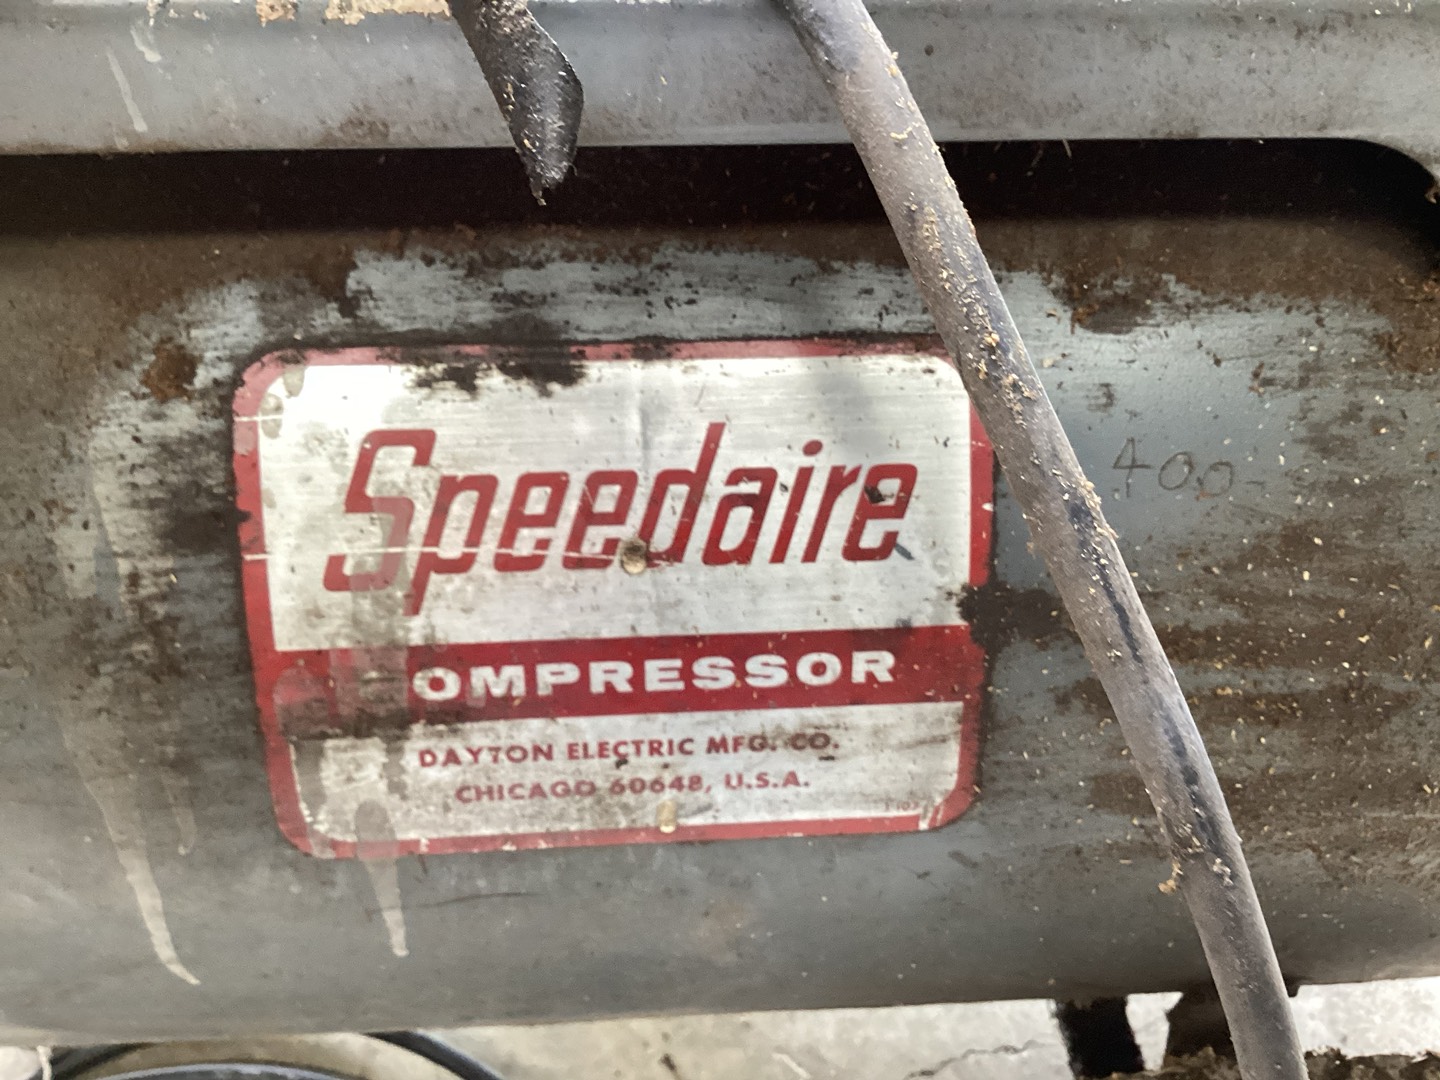 Speedaire
400
OMPRESSOR
DAYTON ELECTRIC MFG. CO.
CHICAGO 60648, U.S.A.